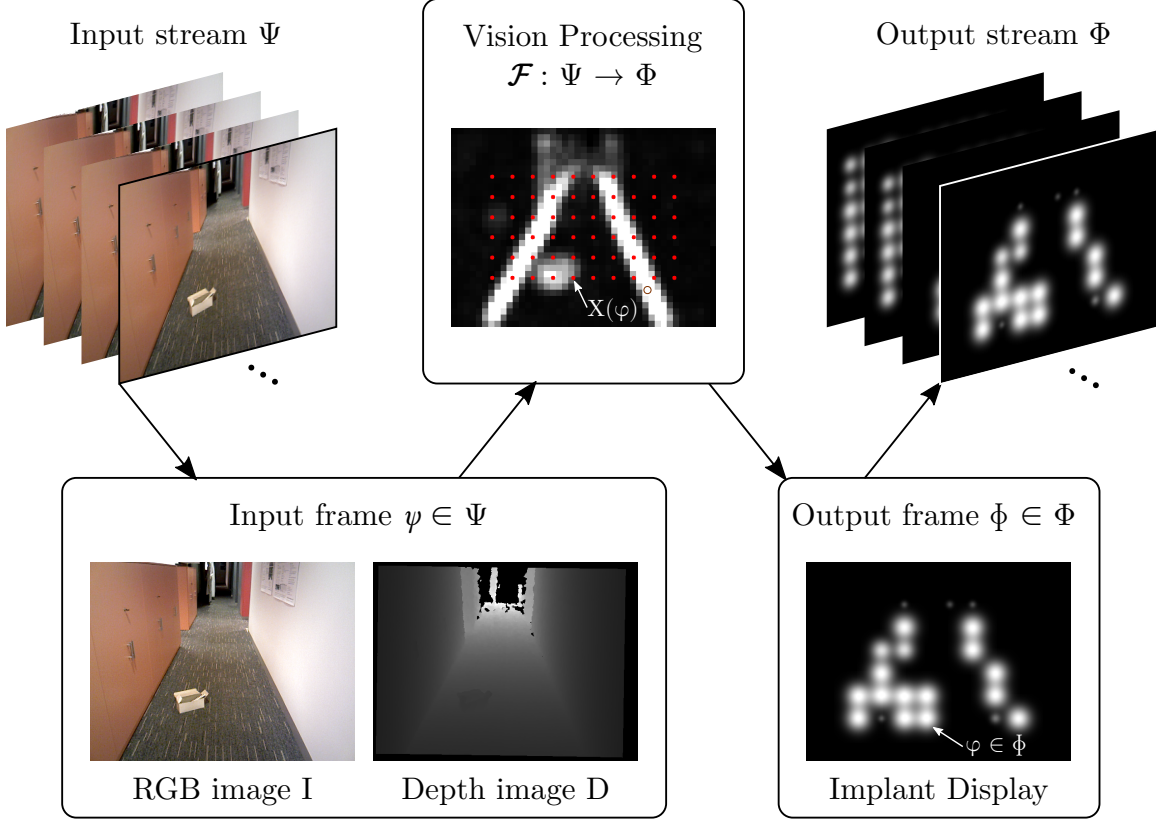 Input stream Ψ
Vision Processing
𝓕 : Ψ → Φ
Output stream Φ
X(φ)
Input frame ψ ∈ Ψ
Output frame ϕ ∈ Φ
φ ∈ ϕ
RGB image I
Depth image D
Implant Display